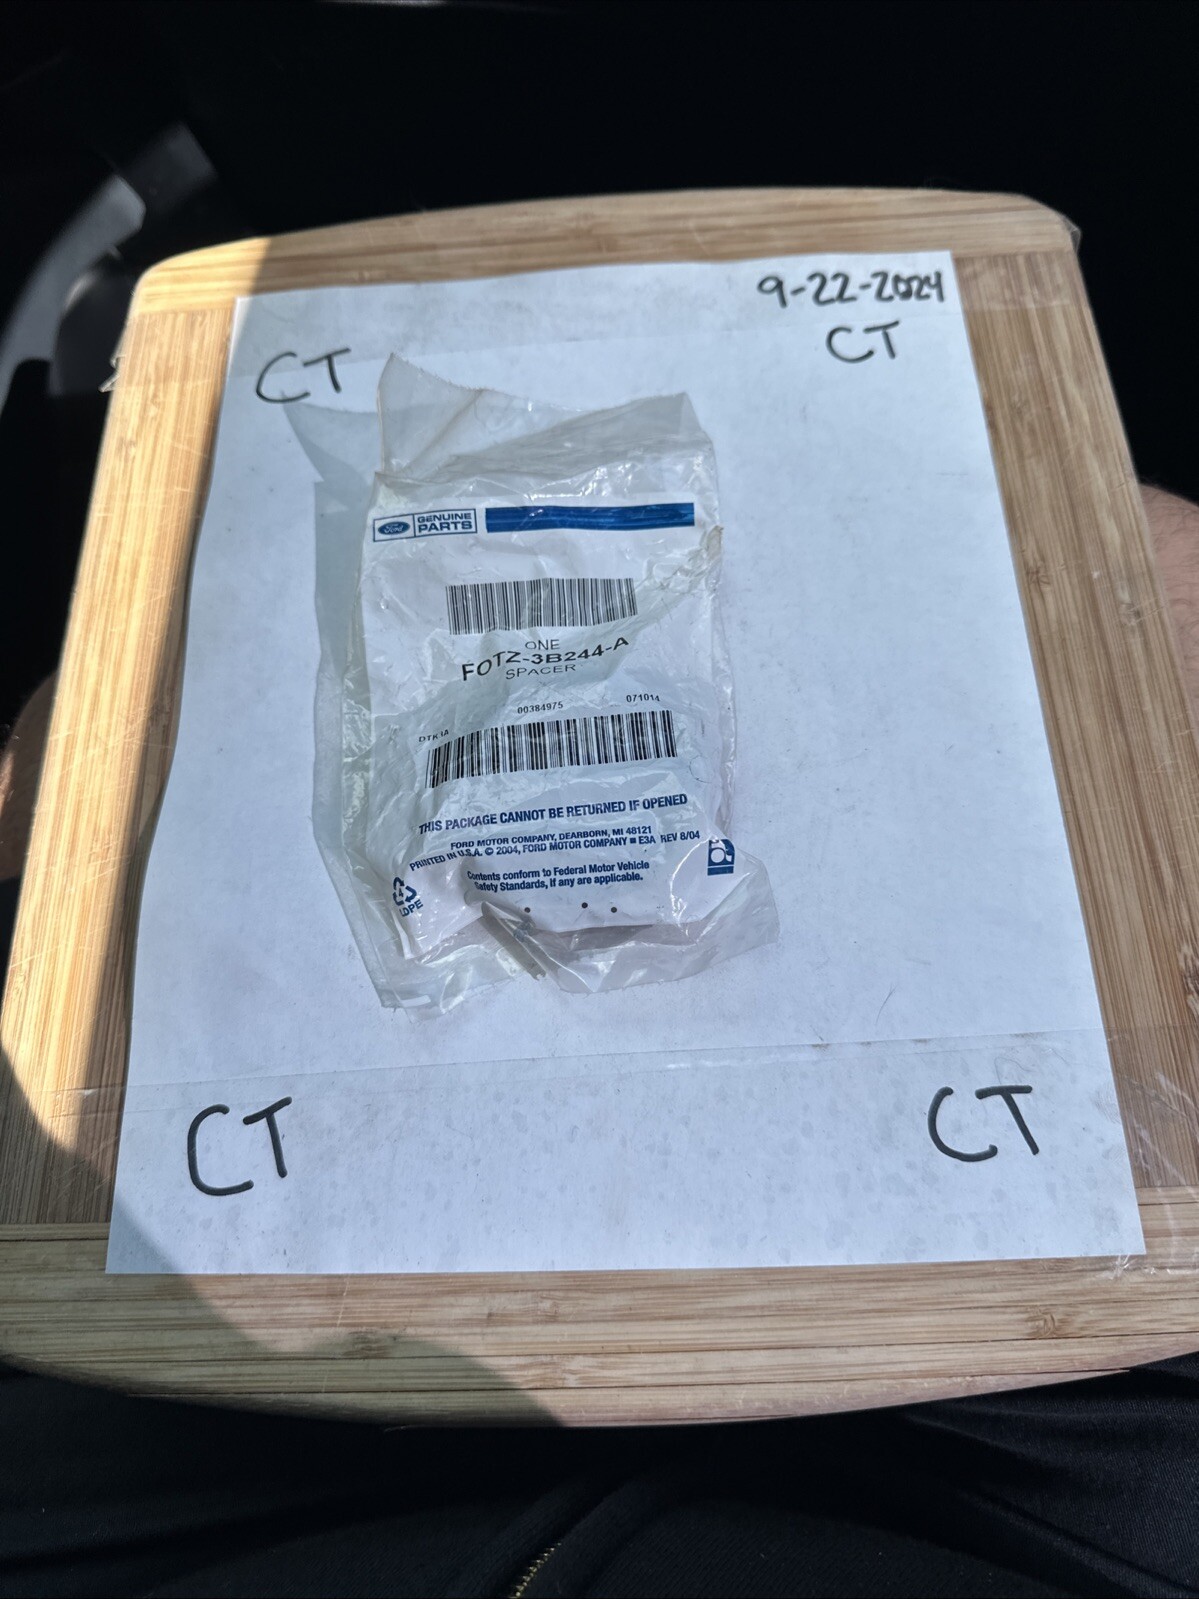 9-22-2024
CT
CT
Ford
GENUINE
PARTS
ONE
FOTZ-3B244-A
SPACER
00384975
071014
THIS PACKAGE CANNOT BE RETURNED IF OPENED
FORD MOTOR COMPANY, DEARBORN, MI 48121
PRINTED IN U.S.A. © 2004, FORD MOTOR COMPANY ■ E3A REV 8/04
Contents conform to Federal Motor Vehicle
Safety Standards, if any are applicable.
4
LDPE
CT
CT